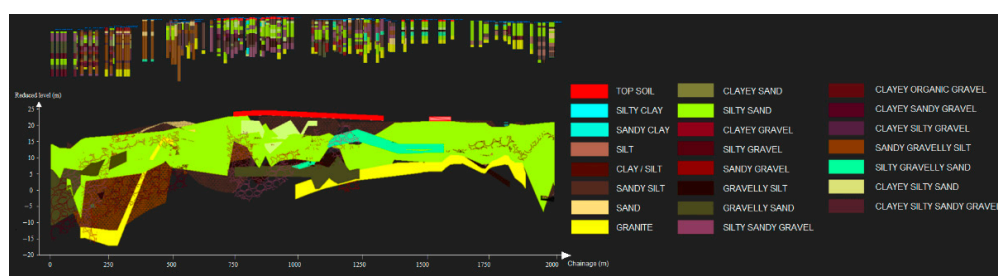 Reduced level (m)
25
20
15
10
5
0
-5
-10
-15
-20
0 250 500 750 1000 1250 1500 1750 2000 Chainage (m)
TOP SOIL
SILTY CLAY
SANDY CLAY
SILT
CLAY / SILT
SANDY SILT
SAND
GRANITE
CLAYEY SAND
SILTY SAND
CLAYEY GRAVEL
SILTY GRAVEL
SANDY GRAVEL
GRAVELLY SILT
GRAVELLY SAND
SILTY SANDY GRAVEL
CLAYEY ORGANIC GRAVEL
CLAYEY SANDY GRAVEL
CLAYEY SILTY GRAVEL
SANDY GRAVELLY SILT
SILTY GRAVELLY SAND
CLAYEY SILTY SAND
CLAYEY SILTY SANDY GRAVEL